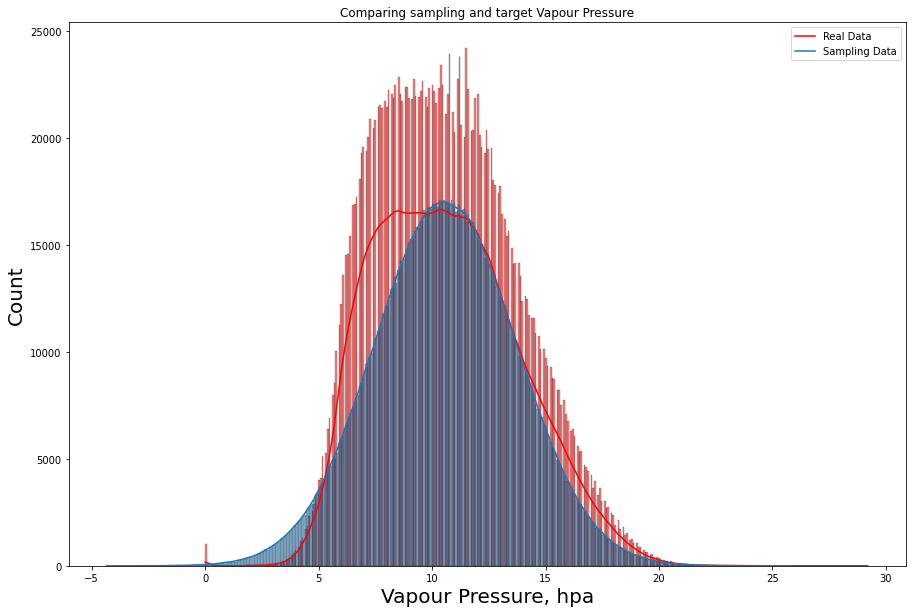 Comparing sampling and target Vapour Pressure
Real Data
Sampling Data
25000
20000
15000
10000
5000
0
Count
−5
0
5
10
15
20
25
30
Vapour Pressure, hpa